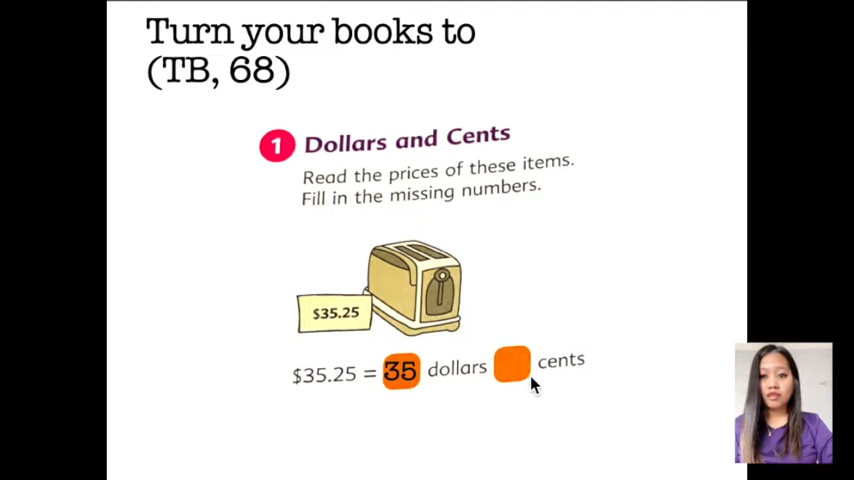 Turn your books to
(TB, 68)
1 Dollars and Cents
Read the prices of these items.
Fill in the missing numbers.
$35.25
$35.25 = 35 dollars cents